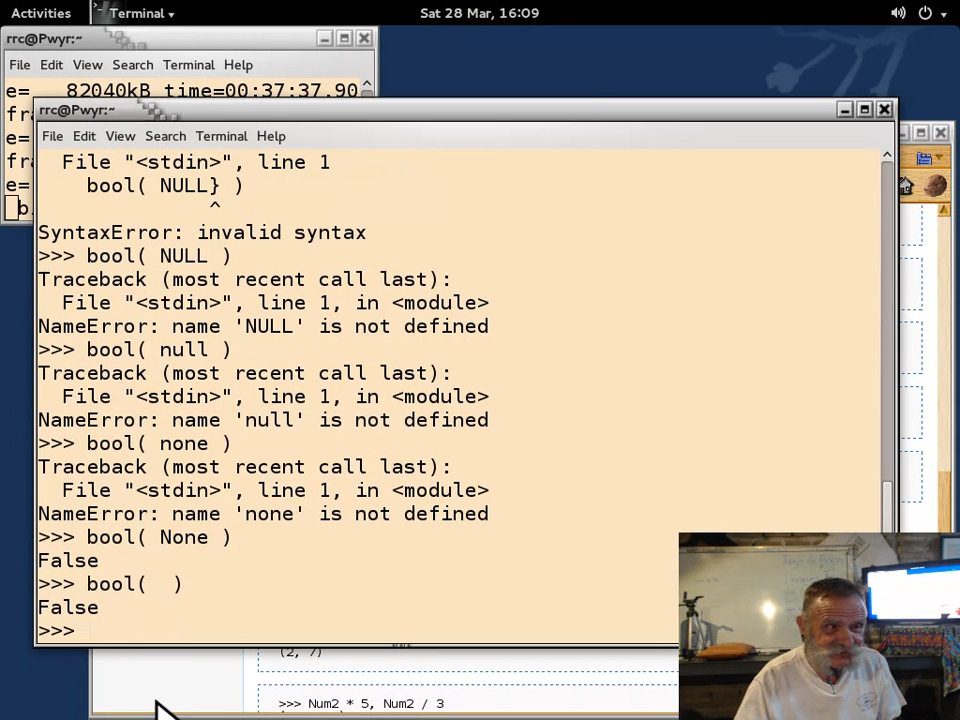 Activities Terminal Sat 28 Mar, 16:09
rrc@Pwyr:~
File Edit View Search Terminal Help
e= 82040kB time=00:37:37.90
fra
e=
fra
e=
b
rrc@Pwyr:~
File Edit View Search Terminal Help
File "<stdin>", line 1
bool( NULL} )
^
SyntaxError: invalid syntax
>>> bool( NULL )
Traceback (most recent call last):
File "<stdin>", line 1, in <module>
NameError: name 'NULL' is not defined
>>> bool( null )
Traceback (most recent call last):
File "<stdin>", line 1, in <module>
NameError: name 'null' is not defined
>>> bool( none )
Traceback (most recent call last):
File "<stdin>", line 1, in <module>
NameError: name 'none' is not defined
>>> bool( None )
False
>>> bool(  )
False
>>>
(2, 7)
>>> Num2 * 5, Num2 / 3